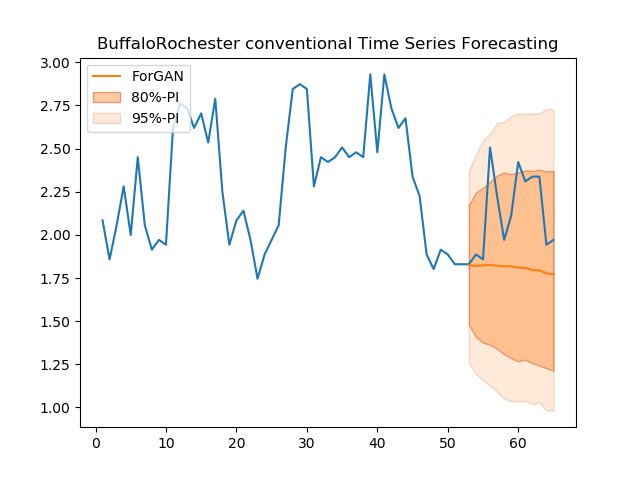 BuffaloRochester conventional Time Series Forecasting
3.00
2.75
2.50
2.25
2.00
1.75
1.50
1.25
1.00
ForGAN
80%-PI
95%-PI
0 10 20 30 40 50 60